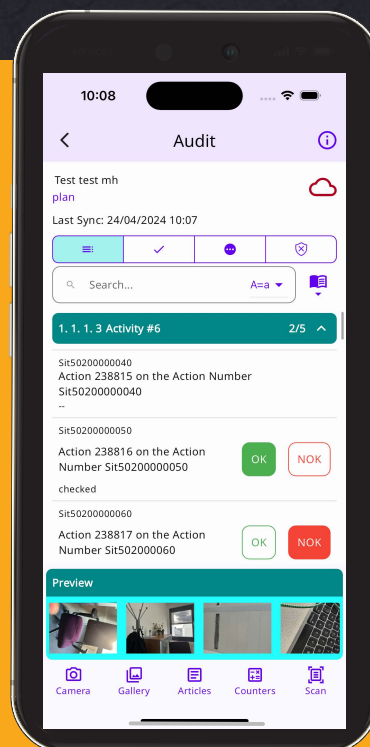 10:08
Audit
Test test mh
plan
Last Sync: 24/04/2024 10:07
Search...
A=a
1. 1. 1. 3 Activity #6
2/5
Sit50200000040
Action 238815 on the Action Number
Sit50200000040
--
Sit50200000050
Action 238816 on the Action
Number Sit50200000050
OK
NOK
checked
Sit50200000060
Action 238817 on the Action
Number Sit502000060
OK
NOK
Preview
Camera
Gallery
Articles
Counters
Scan